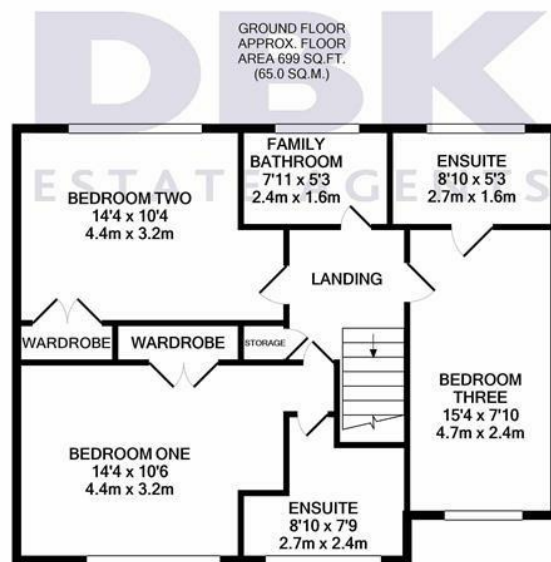 DBK
ESTATE AGENTS
GROUND FLOOR
APPROX. FLOOR
AREA 699 SQ.FT.
(65.0 SQ.M.)
FAMILY
BATHROOM
7'11 x 5'3
2.4m x 1.6m
ENSUITE
8'10 x 5'3
2.7m x 1.6m
BEDROOM TWO
14'4 x 10'4
4.4m x 3.2m
LANDING
WARDROBE
WARDROBE
STORAGE
BEDROOM
THREE
15'4 x 7'10
4.7m x 2.4m
BEDROOM ONE
14'4 x 10'6
4.4m x 3.2m
ENSUITE
8'10 x 7'9
2.7m x 2.4m